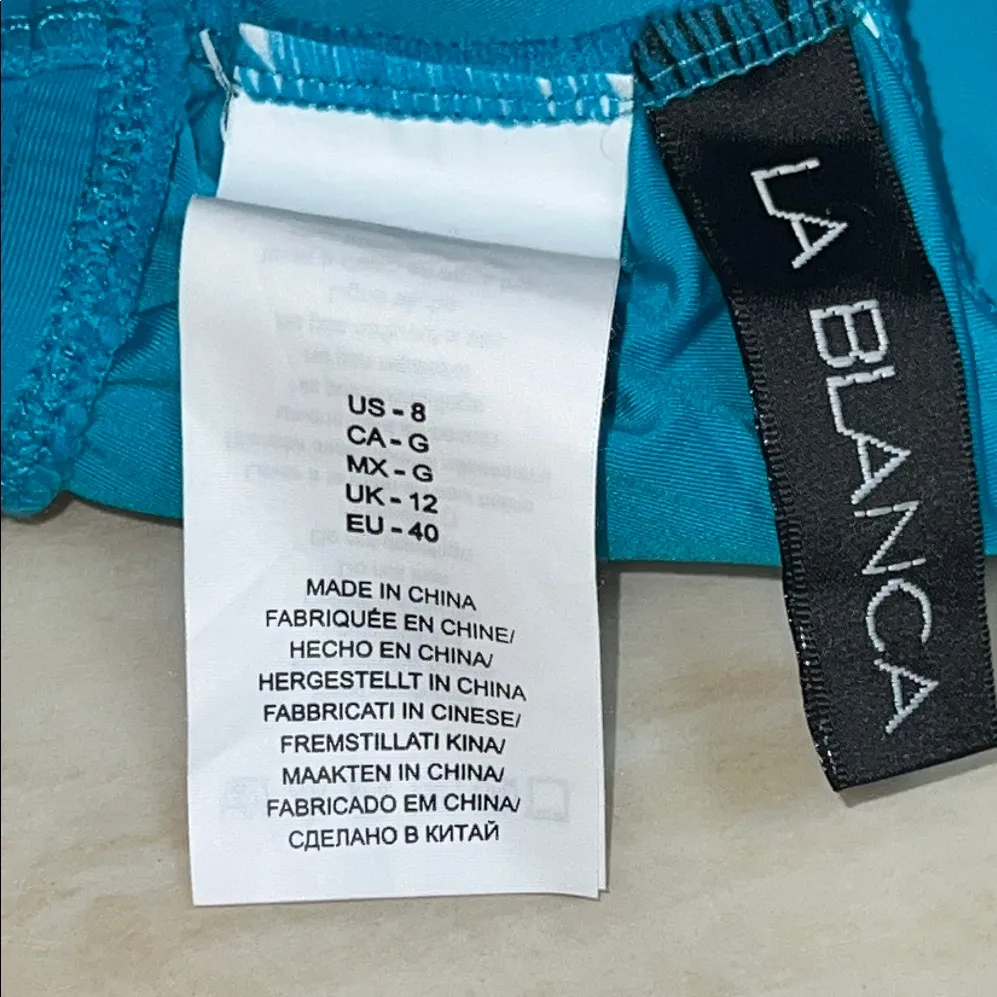 US - 8
CA - G
MX - G
UK - 12
EU - 40
MADE IN CHINA
FABRIQUÉE EN CHINE/
HECHO EN CHINA/
HERGESTELLT IN CHINA
FABBRICATI IN CINESE/
FREMSTILLATI KINA/
MAAKTEN IN CHINA/
FABRICADO EM CHINA/
СДЕЛАНО В КИТАЙ
LA BLANCA